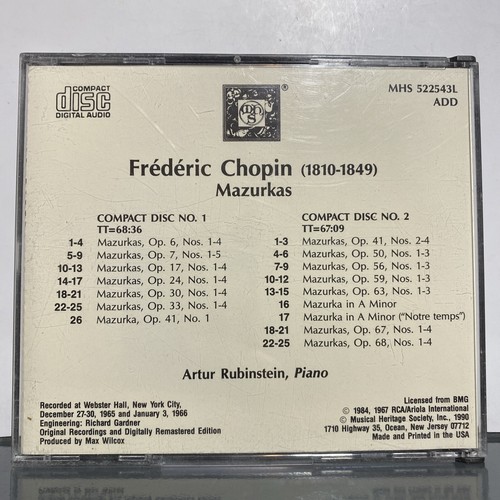 COMPACT
disc
DIGITAL AUDIO
®
MHS 522543L
ADD
Frédéric Chopin (1810-1849)
Mazurkas
COMPACT DISC NO. 1
TT=68:36
1-4 Mazurkas, Op. 6, Nos. 1-4
5-9 Mazurkas, Op. 7, Nos. 1-5
10-13 Mazurkas, Op. 17, Nos. 1-4
14-17 Mazurkas, Op. 24, Nos. 1-4
18-21 Mazurkas, Op. 30, Nos. 1-4
22-25 Mazurkas, Op. 33, Nos. 1-4
26 Mazurka, Op. 41, No. 1
COMPACT DISC NO. 2
TT=67:09
1-3 Mazurkas, Op. 41, Nos. 2-4
4-6 Mazurkas, Op. 50, Nos. 1-3
7-9 Mazurkas, Op. 56, Nos. 1-3
10-12 Mazurkas, Op. 59, Nos. 1-3
13-15 Mazurkas, Op. 63, Nos. 1-3
16 Mazurka in A Minor
17 Mazurka in A Minor ("Notre temps")
18-21 Mazurkas, Op. 67, Nos. 1-4
22-25 Mazurkas, Op. 68, Nos. 1-4
Artur Rubinstein, Piano
Recorded at Webster Hall, New York City,
December 27-30, 1965 and January 3, 1966
Engineering: Richard Gardner
Original Recordings and Digitally Remastered Edition
Produced by Max Wilcox
Licensed from BMG
© 1984, 1967 RCA/Ariola International
© Musical Heritage Society, Inc., 1990
1710 Highway 35, Ocean, New Jersey 07712
Made and Printed in the USA